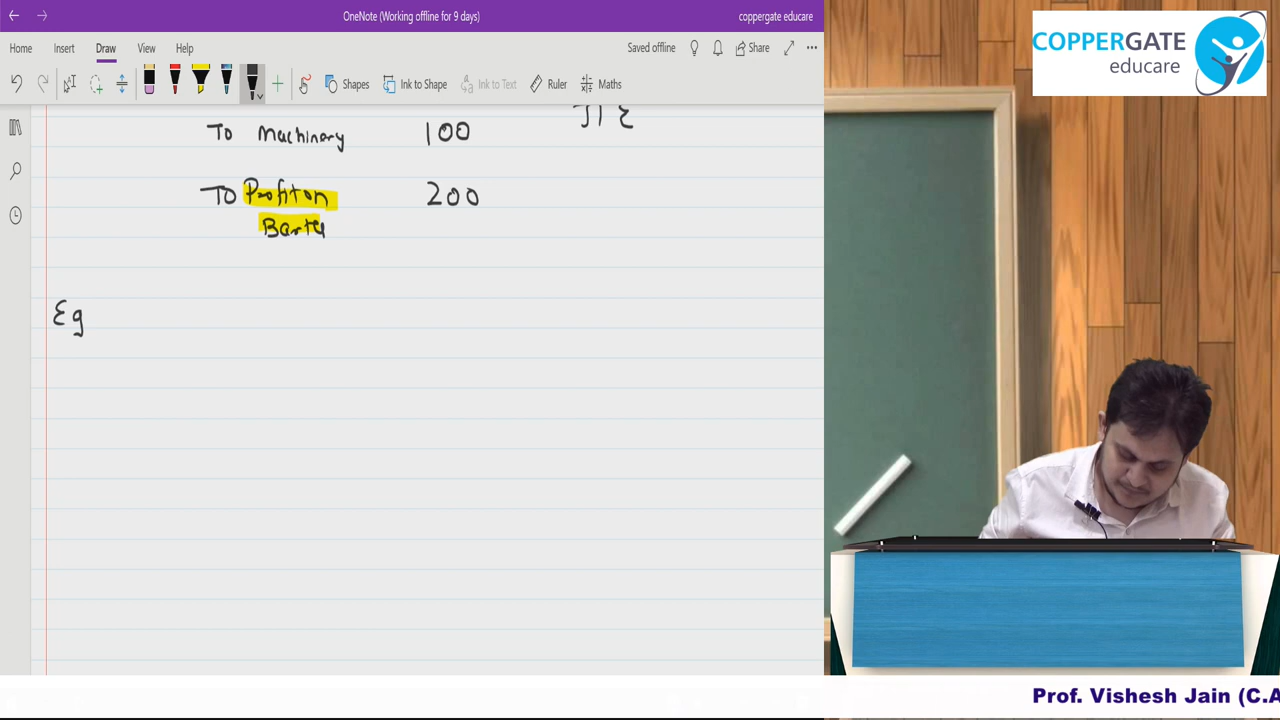 OneNote (Working offline for 9 days)
coppergate educare
Home Insert Draw View Help
Saved offline
Share
Shapes
Ink to Shape
Ink to Text
Ruler
Maths
To Machinery 100
To Profit on 200
Barter
Eg
COPPERGATE
educare
Prof. Vishesh Jain (C.A